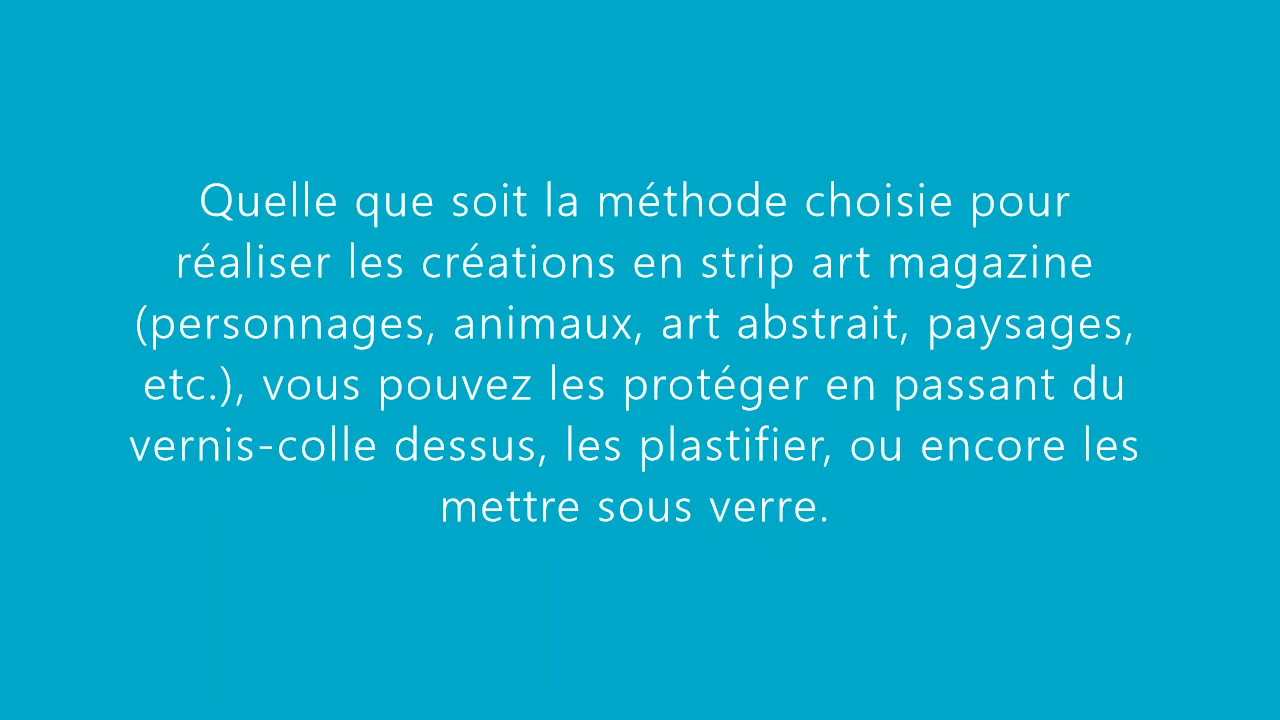 Quelle que soit la méthode choisie pour
réaliser les créations en strip art magazine
(personnages, animaux, art abstrait, paysages,
etc.), vous pouvez les protéger en passant du
vernis-colle dessus, les plastifier, ou encore les
mettre sous verre.